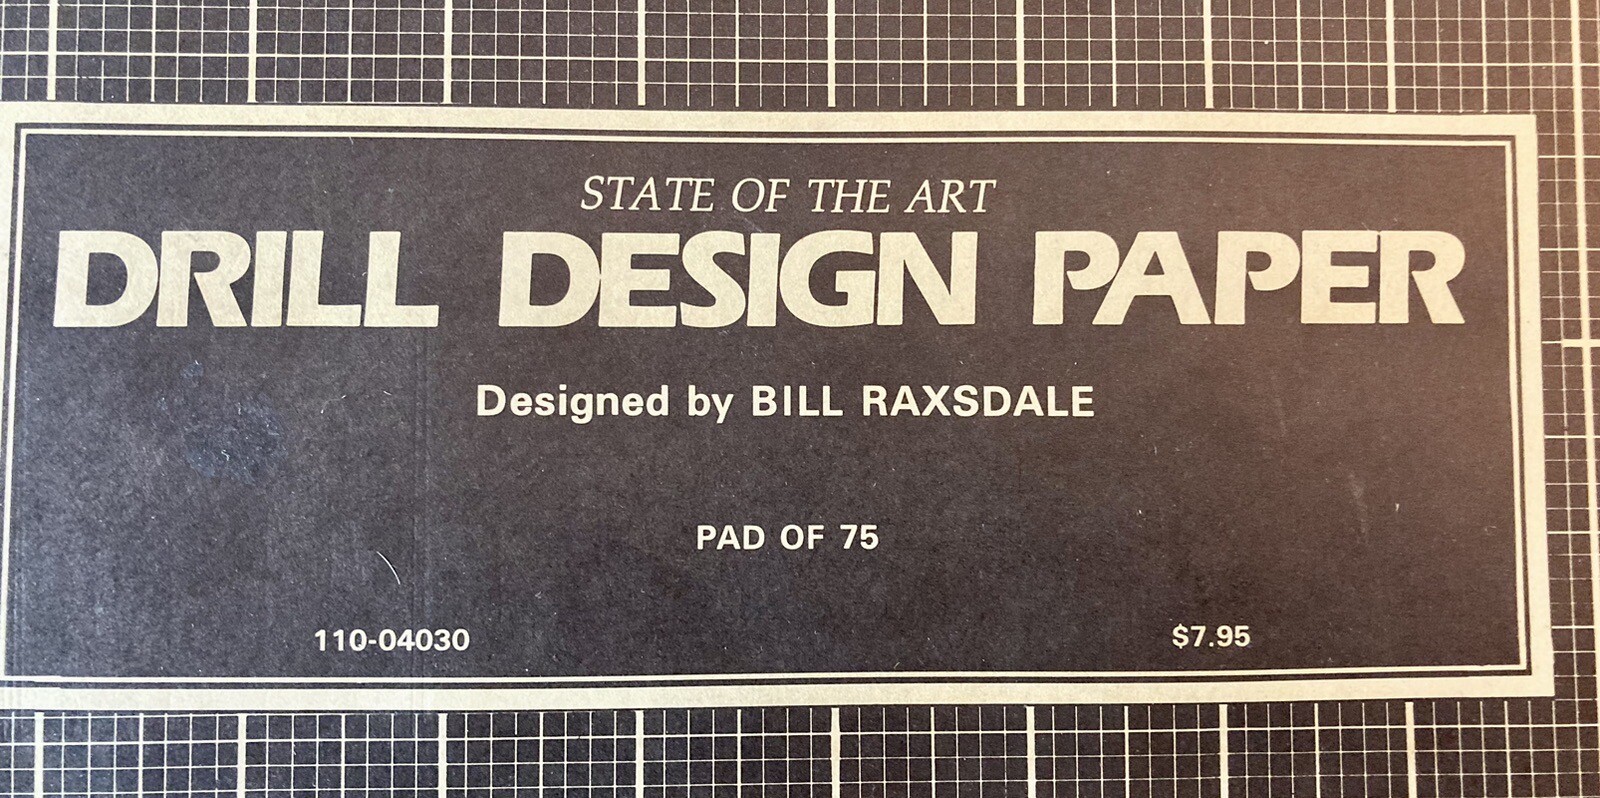 STATE OF THE ART
DRILL DESIGN PAPER
Designed by BILL RAXSDALE
PAD OF 75
110-04030 $7.95